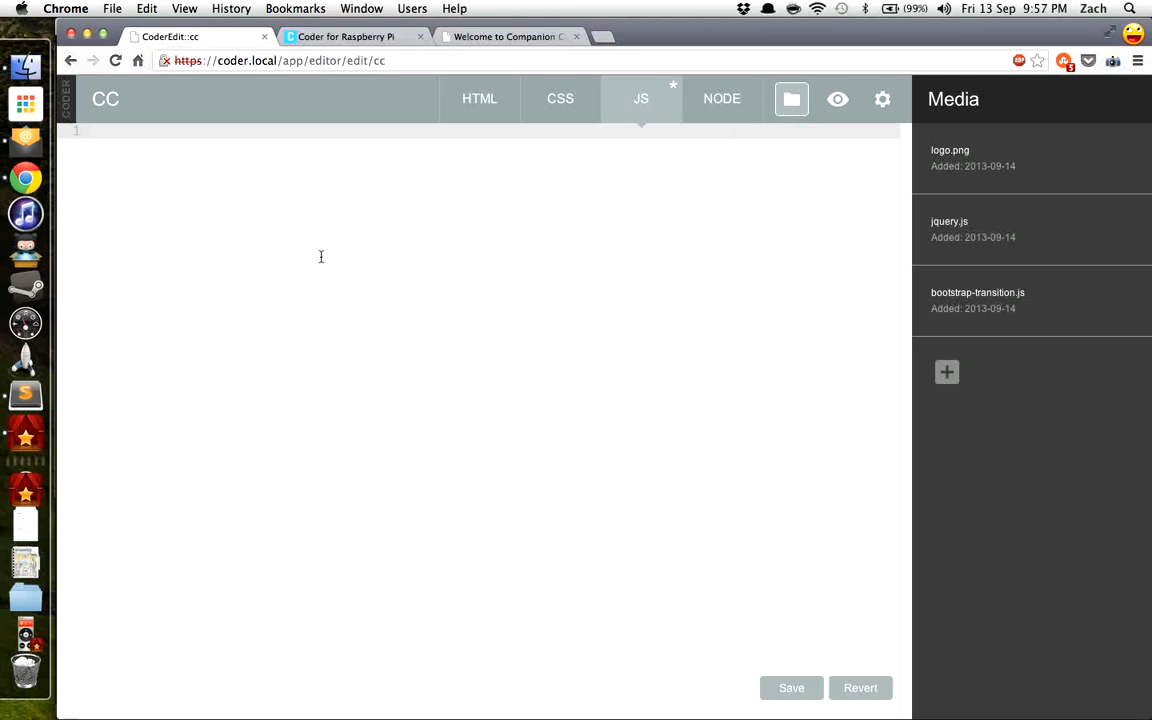 Chrome File Edit View History Bookmarks Window Users Help (99%) Fri 13 Sep 9:57 PM Zach
CoderEdit::cc Coder for Raspberry Pi Welcome to Companion C
https://coder.local/app/editor/edit/cc
CODER CC HTML CSS JS * NODE Media
1
logo.png
Added: 2013-09-14
jquery.js
Added: 2013-09-14
bootstrap-transition.js
Added: 2013-09-14
Save Revert